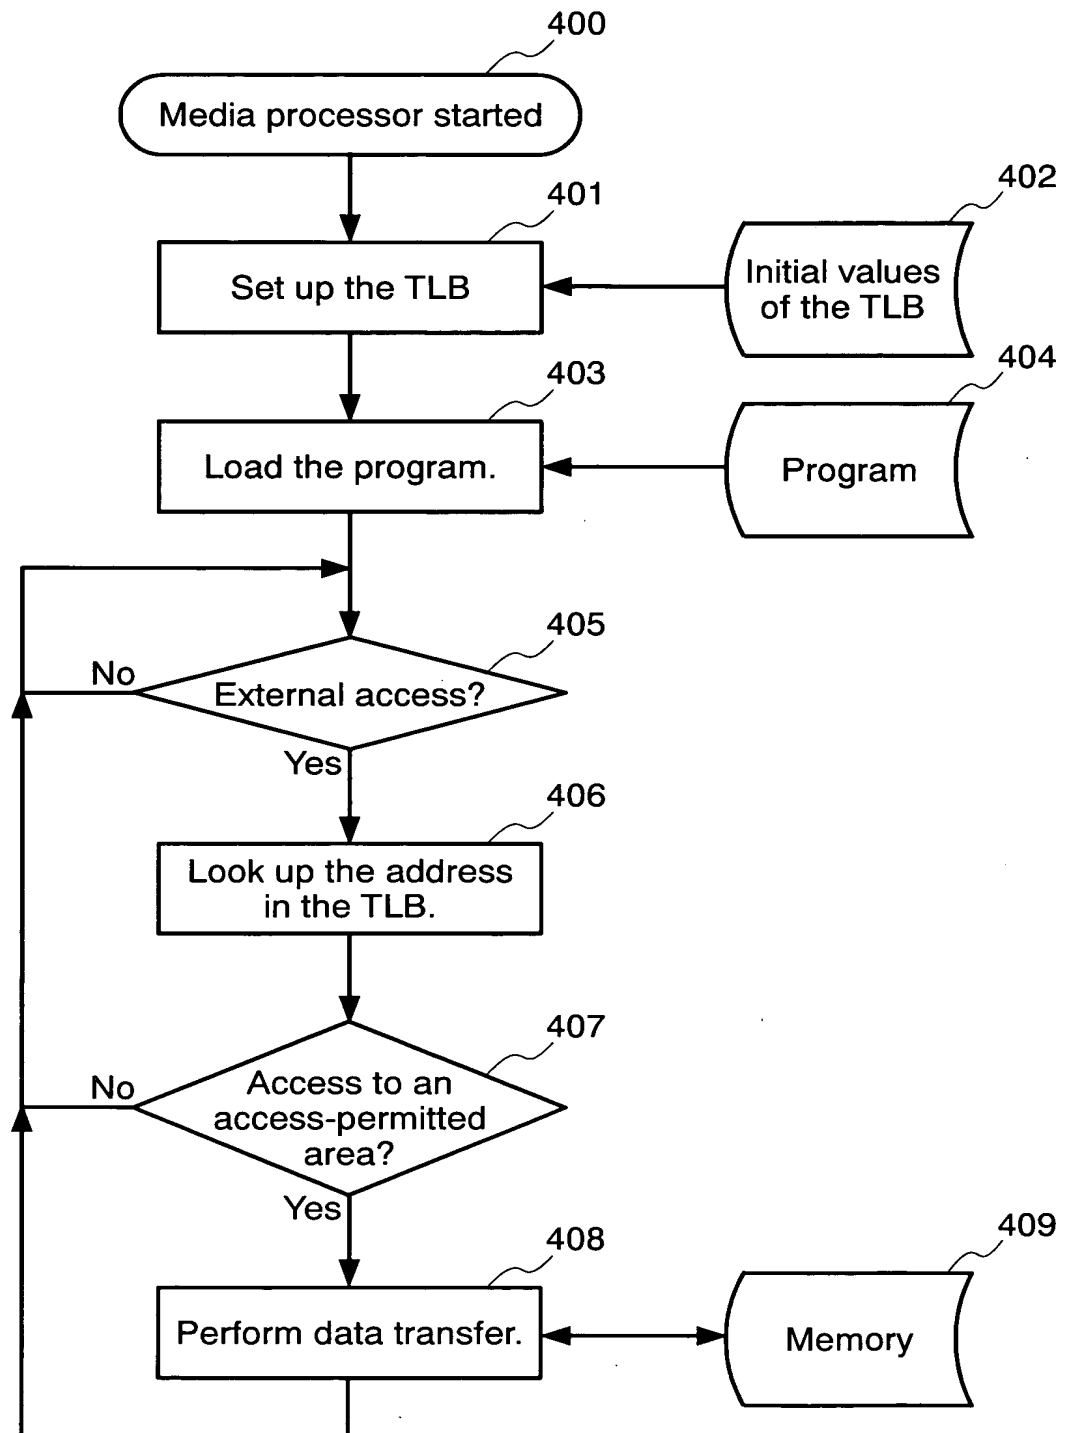 400
Media processor started
401
Set up the TLB
402
Initial values
of the TLB
403
Load the program.
404
Program
405
External access?
No
Yes
406
Look up the address
in the TLB.
407
Access to an
access-permitted
area?
No
Yes
408
Perform data transfer.
409
Memory